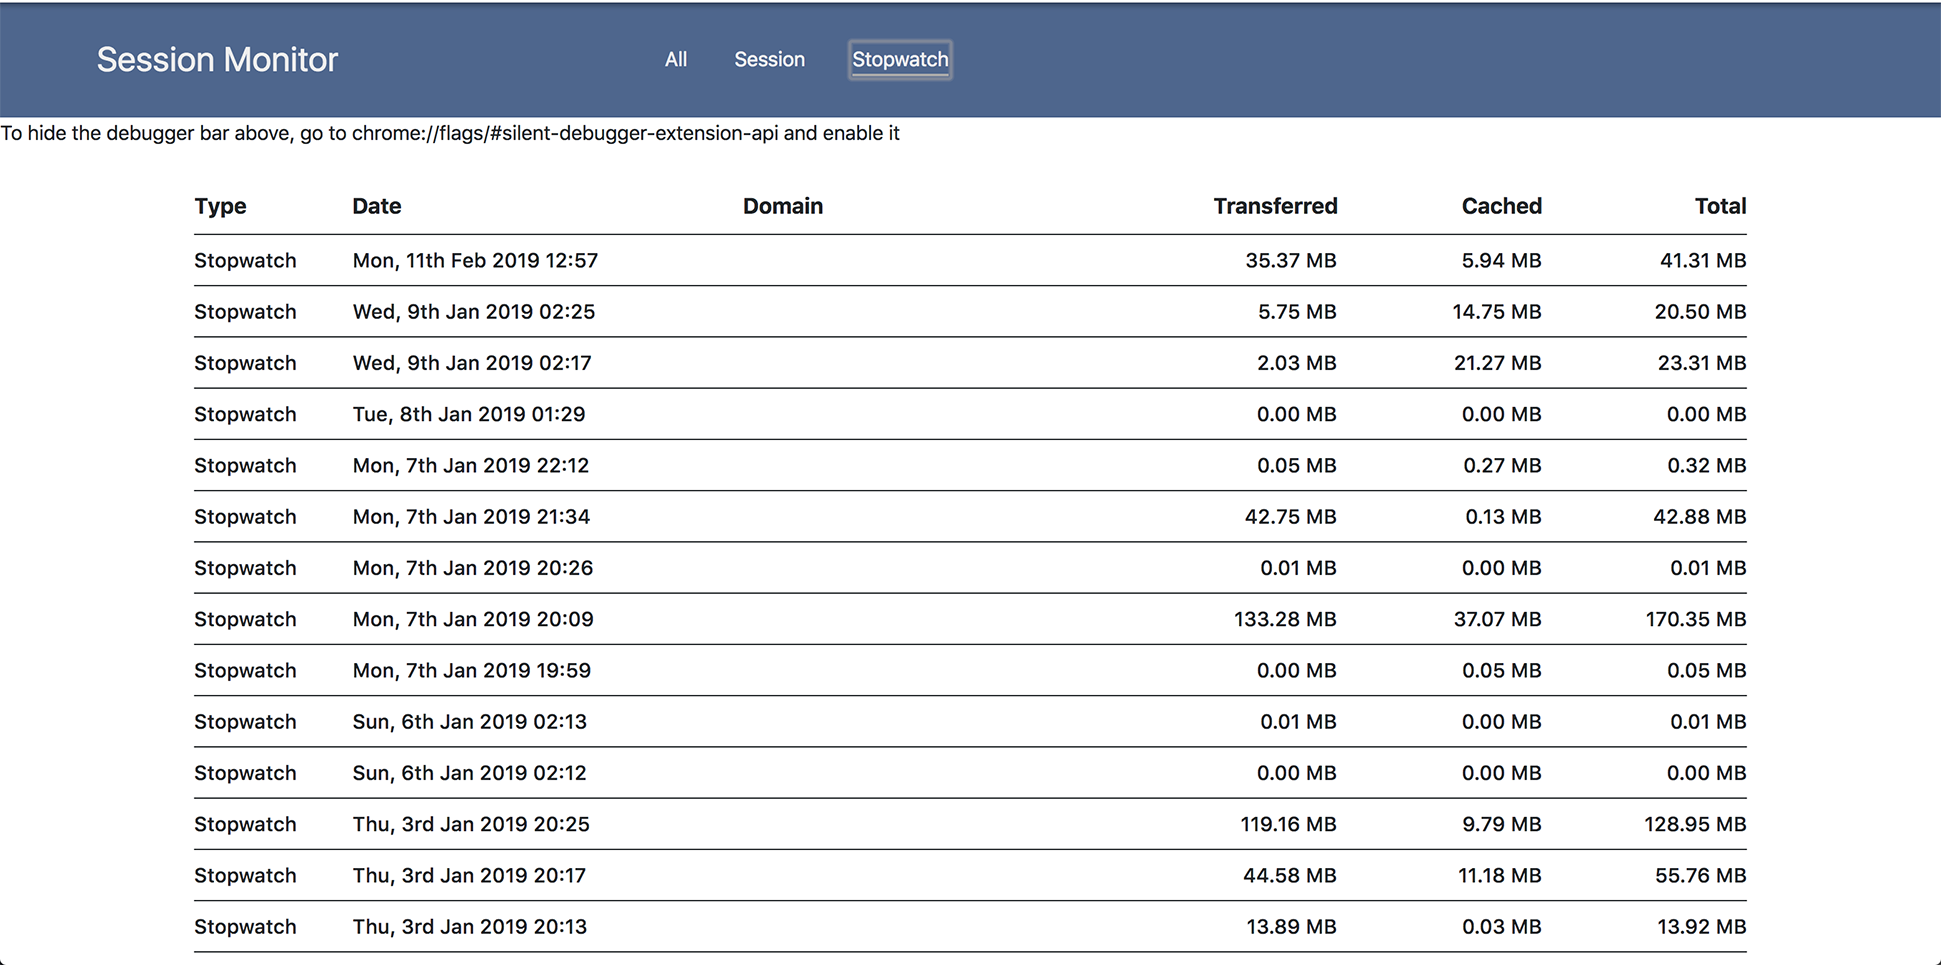 Session Monitor All Session Stopwatch
To hide the debugger bar above, go to chrome://flags/#silent-debugger-extension-api and enable it
Type Date Domain Transferred Cached Total
Stopwatch Mon, 11th Feb 2019 12:57 35.37 MB 5.94 MB 41.31 MB
Stopwatch Wed, 9th Jan 2019 02:25 5.75 MB 14.75 MB 20.50 MB
Stopwatch Wed, 9th Jan 2019 02:17 2.03 MB 21.27 MB 23.31 MB
Stopwatch Tue, 8th Jan 2019 01:29 0.00 MB 0.00 MB 0.00 MB
Stopwatch Mon, 7th Jan 2019 22:12 0.05 MB 0.27 MB 0.32 MB
Stopwatch Mon, 7th Jan 2019 21:34 42.75 MB 0.13 MB 42.88 MB
Stopwatch Mon, 7th Jan 2019 20:26 0.01 MB 0.00 MB 0.01 MB
Stopwatch Mon, 7th Jan 2019 20:09 133.28 MB 37.07 MB 170.35 MB
Stopwatch Mon, 7th Jan 2019 19:59 0.00 MB 0.05 MB 0.05 MB
Stopwatch Sun, 6th Jan 2019 02:13 0.01 MB 0.00 MB 0.01 MB
Stopwatch Sun, 6th Jan 2019 02:12 0.00 MB 0.00 MB 0.00 MB
Stopwatch Thu, 3rd Jan 2019 20:25 119.16 MB 9.79 MB 128.95 MB
Stopwatch Thu, 3rd Jan 2019 20:17 44.58 MB 11.18 MB 55.76 MB
Stopwatch Thu, 3rd Jan 2019 20:13 13.89 MB 0.03 MB 13.92 MB